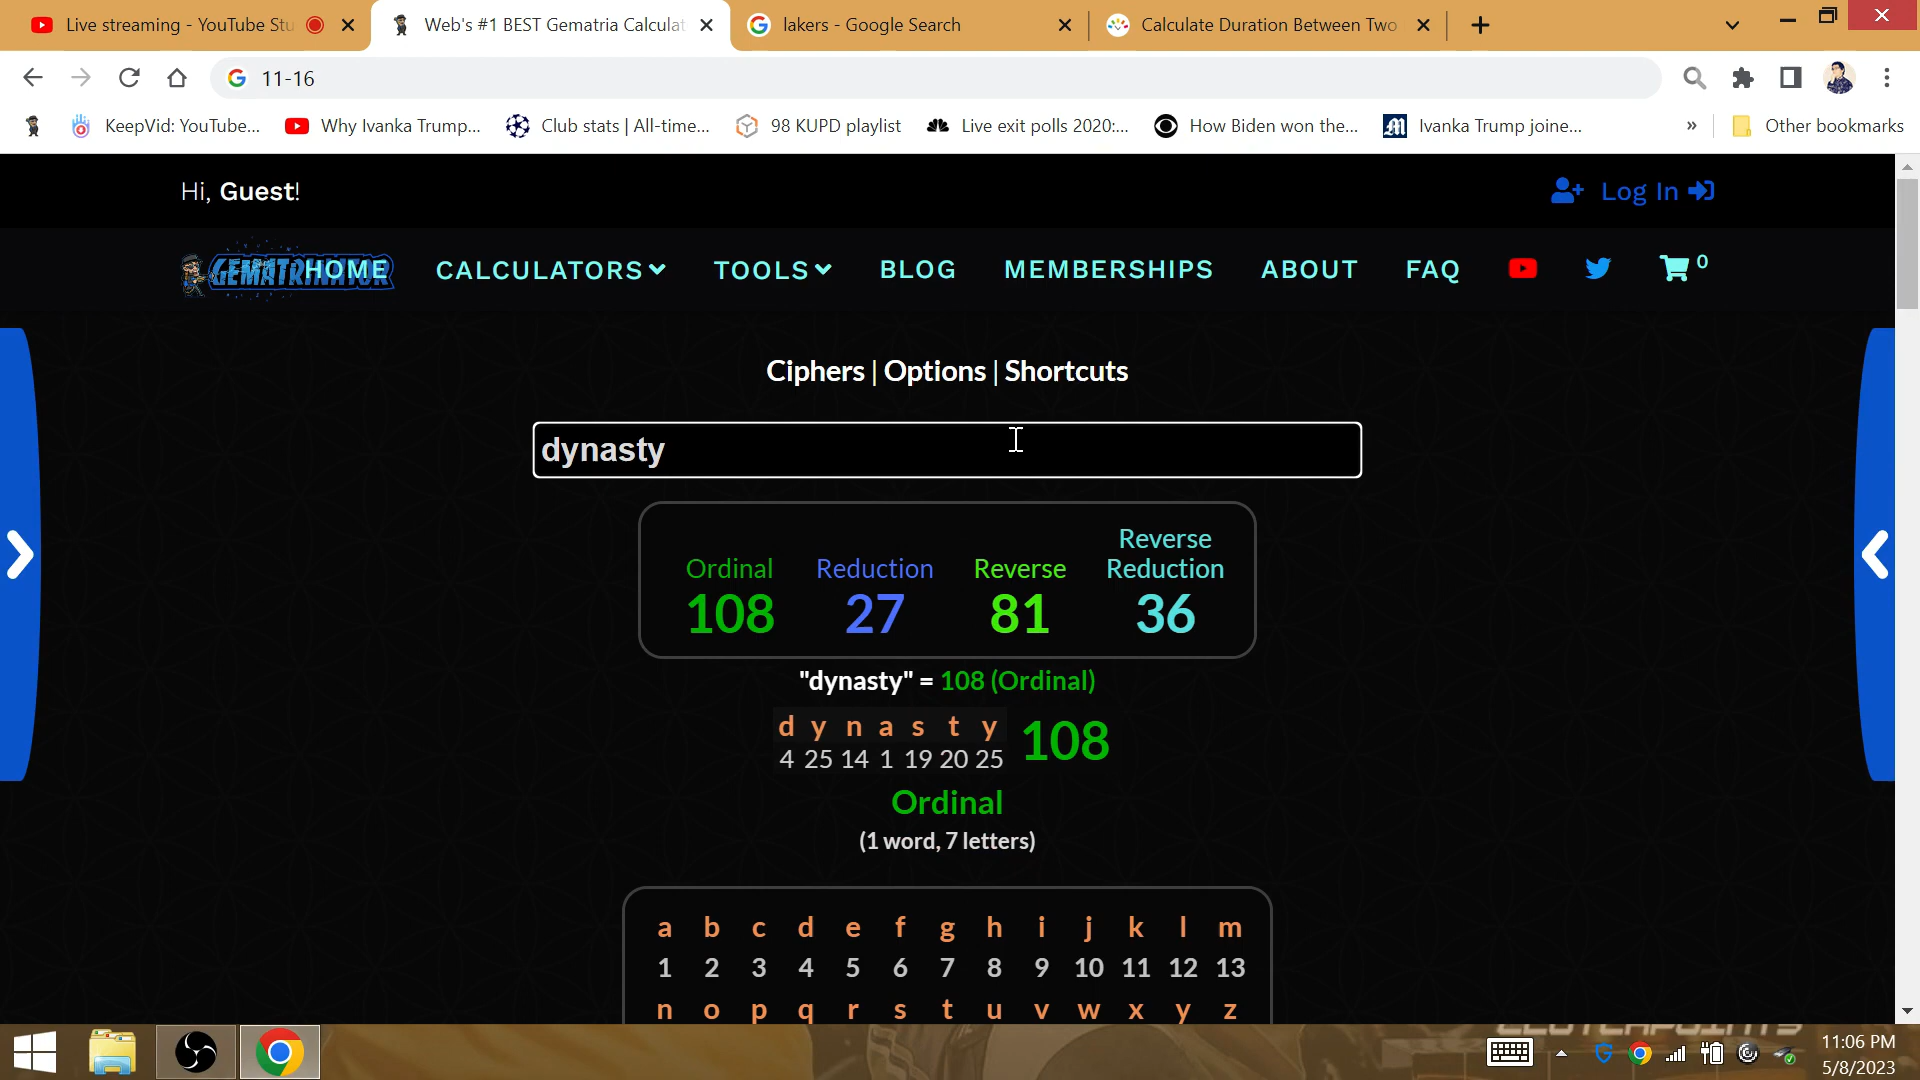 Live streaming - YouTube Stu
Web's #1 BEST Gematria Calculat
lakers - Google Search
Calculate Duration Between Two
11-16
KeepVid: YouTube...
Why Ivanka Trump...
Club stats | All-time...
98 KUPD playlist
Live exit polls 2020:...
How Biden won the...
Ivanka Trump joine...
»
Other bookmarks
Hi, Guest!
Log In
GEMATRINATOR
HOME
CALCULATORS
TOOLS
BLOG
MEMBERSHIPS
ABOUT
FAQ
0
Ciphers | Options | Shortcuts
dynasty
Ordinal
108
Reduction
27
Reverse
81
Reverse
Reduction
36
"dynasty" = 108 (Ordinal)
d y n a s t y
4 25 14 1 19 20 25
108
Ordinal
(1 word, 7 letters)
a b c d e f g h i j k l m
1 2 3 4 5 6 7 8 9 10 11 12 13
n o p q r s t u v w x y z
CLUTCHPOINTS
11:06 PM
5/8/2023